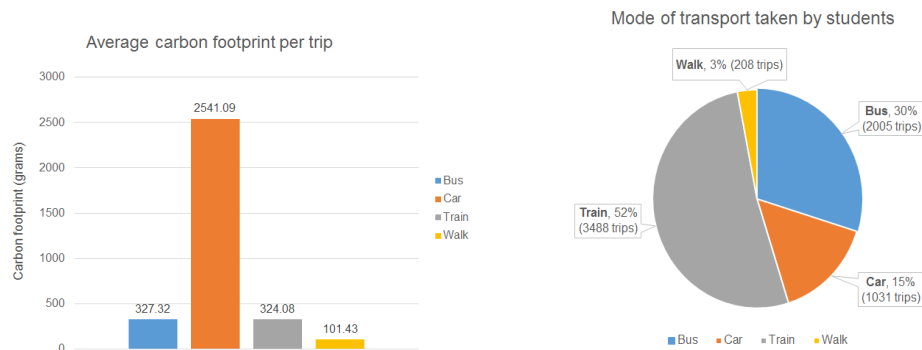 Average carbon footprint per trip
Carbon footprint (grams)
3000
2500
2000
1500
1000
500
0
327.32
2541.09
324.08
101.43
Bus
Car
Train
Walk
Mode of transport taken by students
Walk, 3% (208 trips)
Bus, 30%
(2005 trips)
Train, 52%
(3488 trips)
Car, 15%
(1031 trips)
Bus Car Train Walk